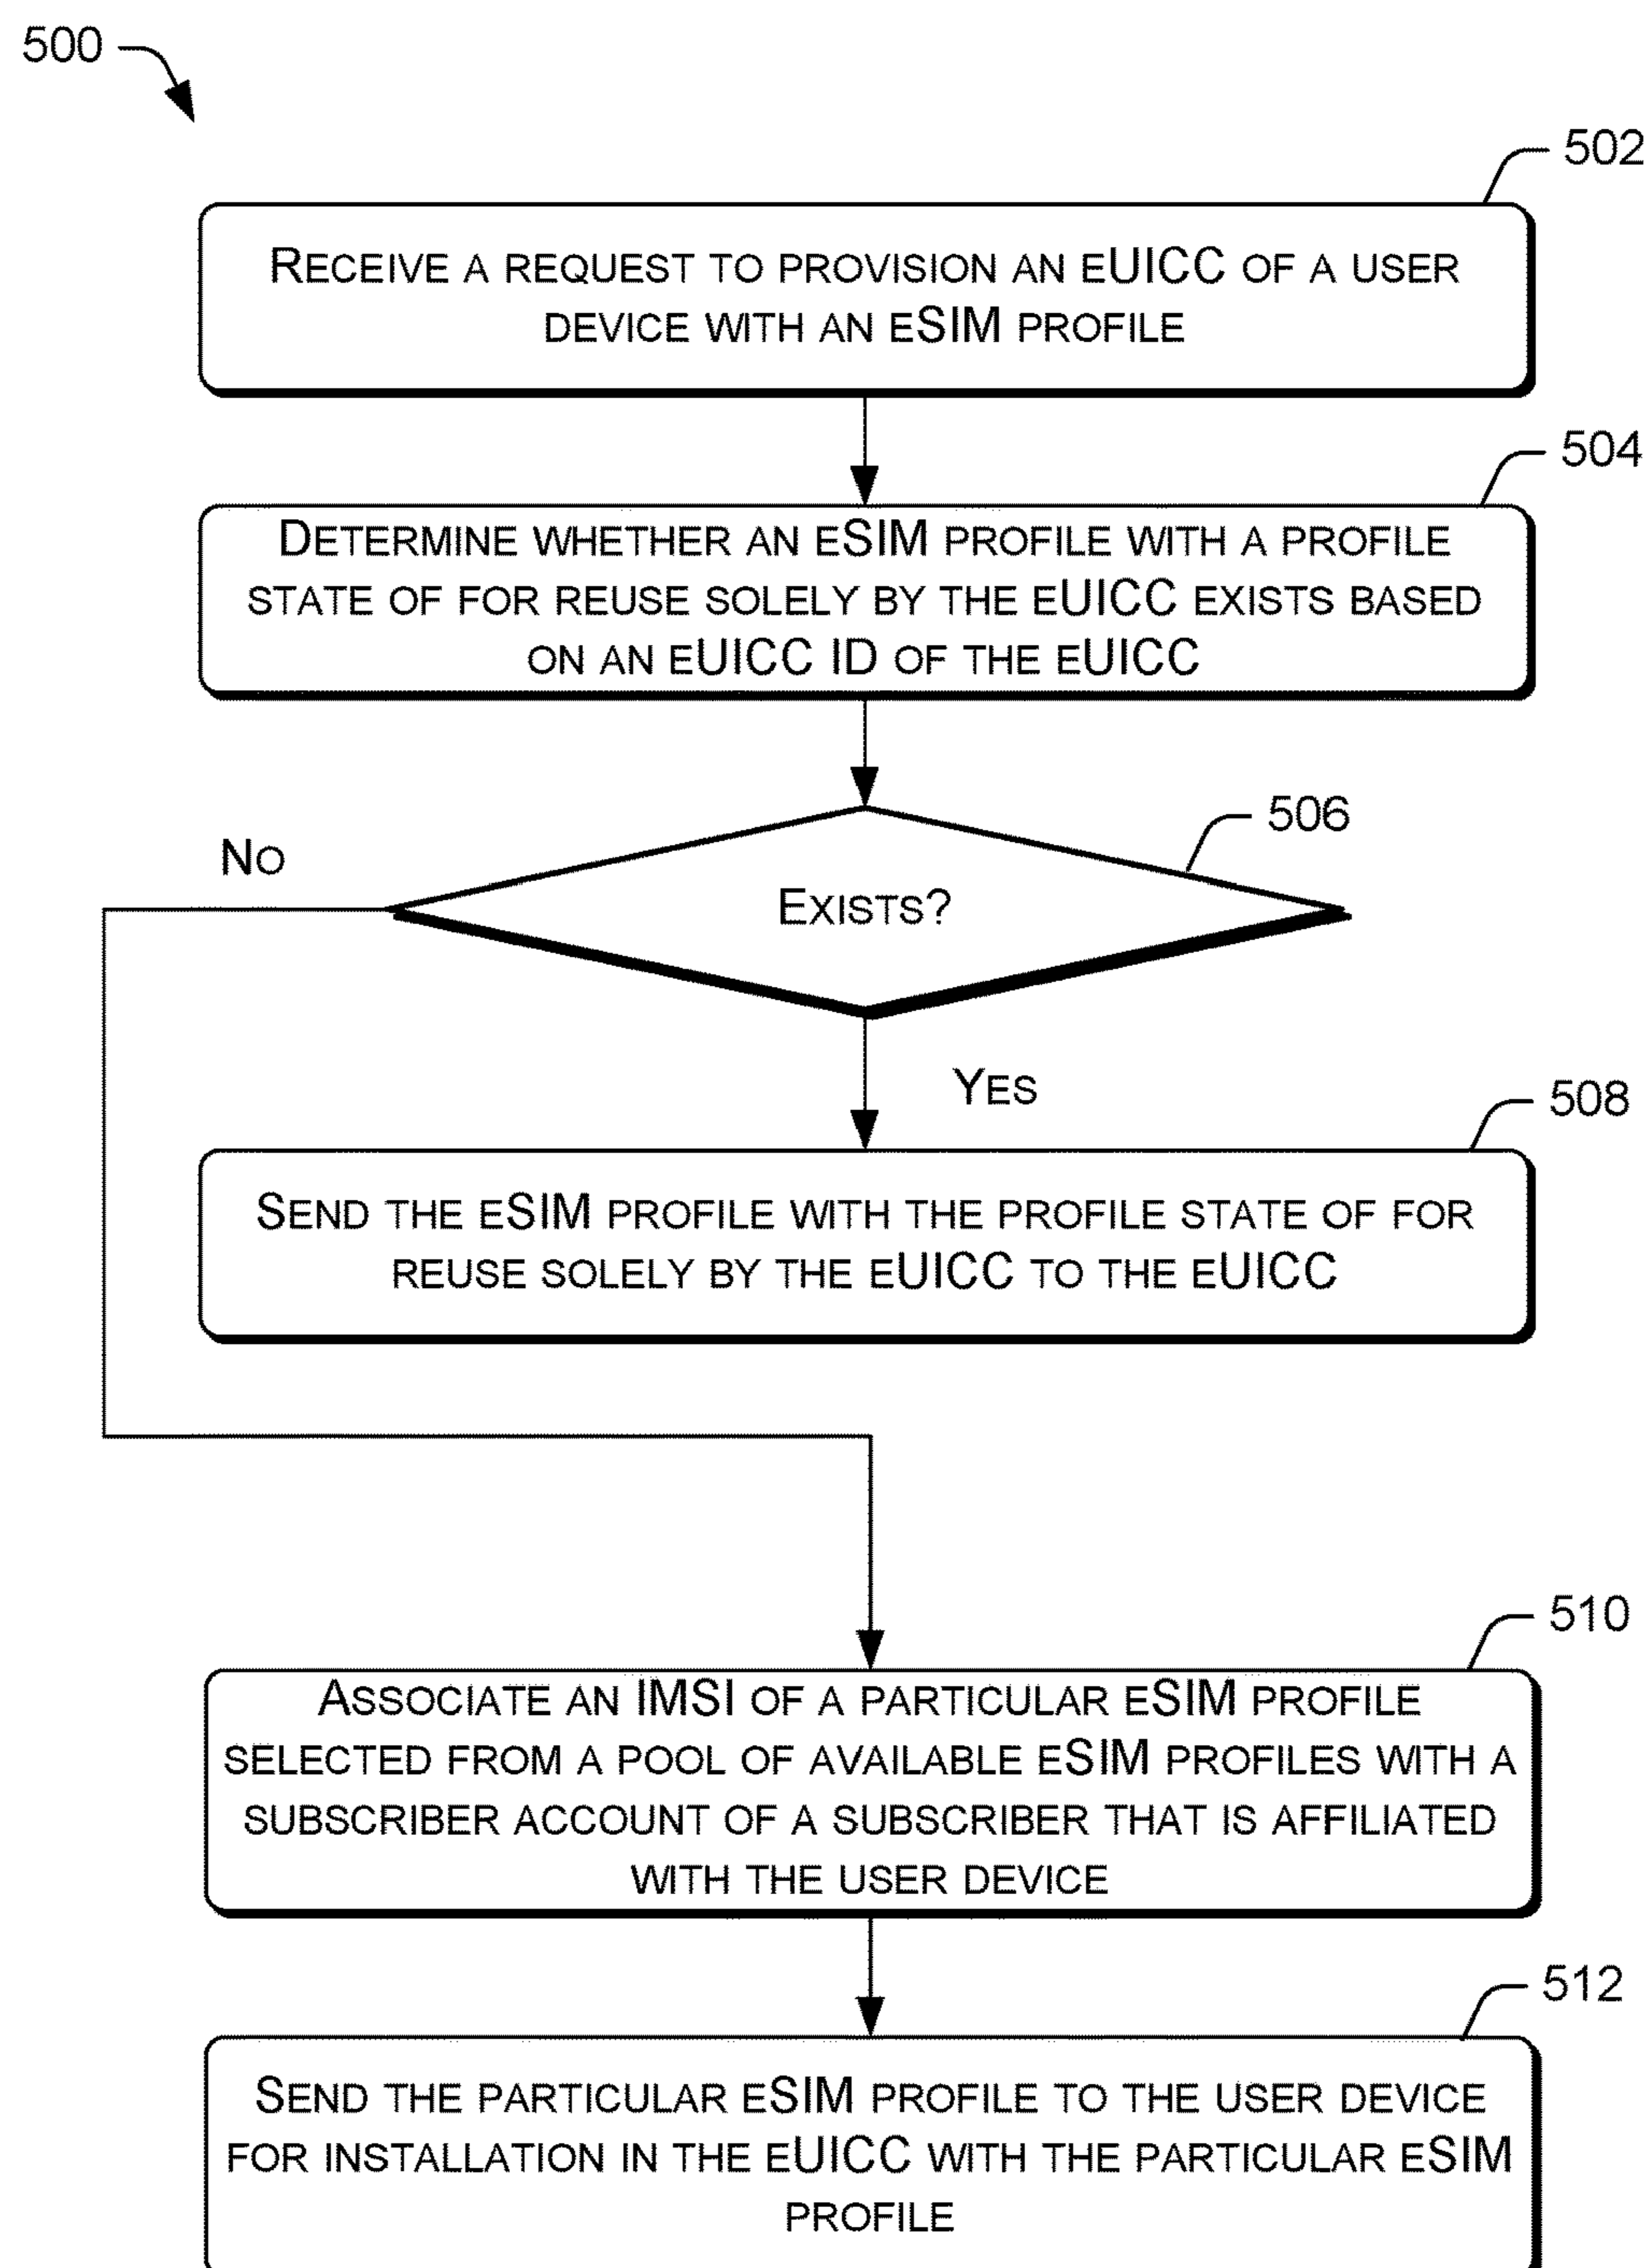 500
502
RECEIVE A REQUEST TO PROVISION AN EUICC OF A USER
DEVICE WITH AN ESIM PROFILE
504
DETERMINE WHETHER AN ESIM PROFILE WITH A PROFILE
STATE OF FOR REUSE SOLELY BY THE EUICC EXISTS BASED
ON AN EUICC ID OF THE EUICC
506
NO
EXISTS?
YES
508
SEND THE ESIM PROFILE WITH THE PROFILE STATE OF FOR
REUSE SOLELY BY THE EUICC TO THE EUICC
510
ASSOCIATE AN IMSI OF A PARTICULAR ESIM PROFILE
SELECTED FROM A POOL OF AVAILABLE ESIM PROFILES WITH A
SUBSCRIBER ACCOUNT OF A SUBSCRIBER THAT IS AFFILIATED
WITH THE USER DEVICE
512
SEND THE PARTICULAR ESIM PROFILE TO THE USER DEVICE
FOR INSTALLATION IN THE EUICC WITH THE PARTICULAR ESIM
PROFILE